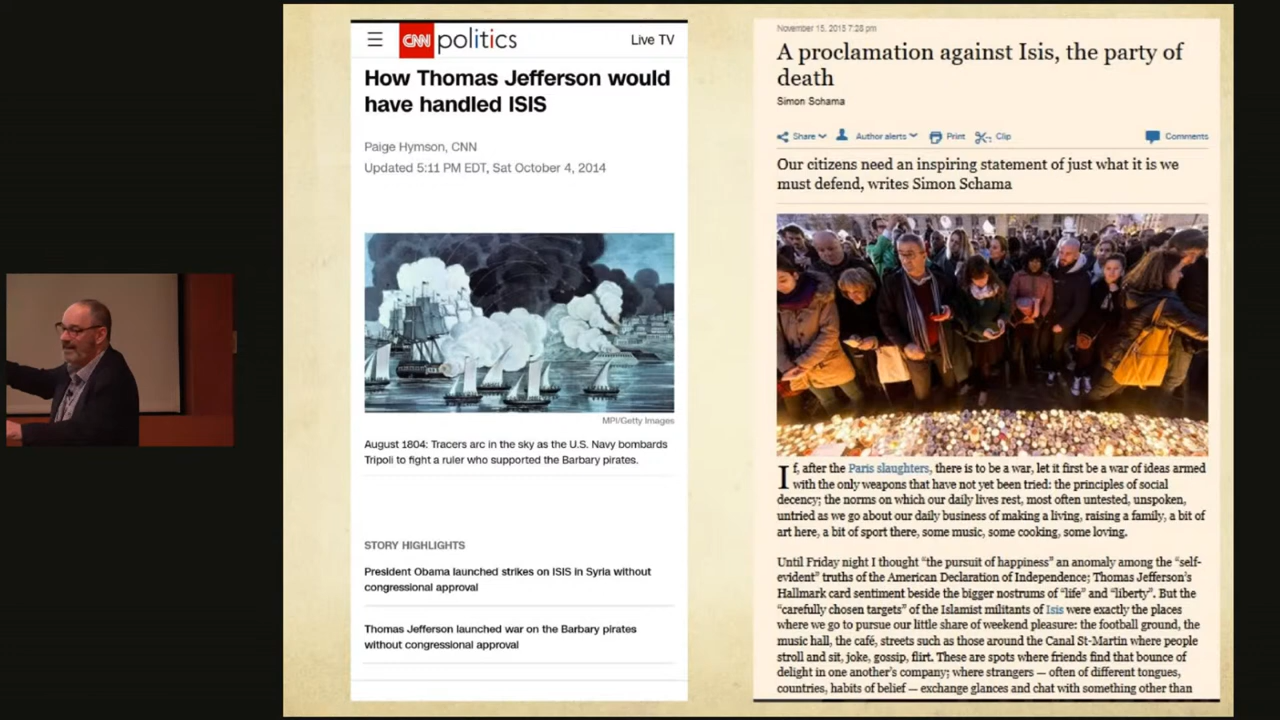 CNN politics
Live TV
How Thomas Jefferson would
have handled ISIS
Paige Hymson, CNN
Updated 5:11 PM EDT, Sat October 4, 2014
MPI/Getty Images
August 1804: Tracers arc in the sky as the U.S. Navy bombards
Tripoli to fight a ruler who supported the Barbary pirates.
STORY HIGHLIGHTS
President Obama launched strikes on ISIS in Syria without
congressional approval
Thomas Jefferson launched war on the Barbary pirates
without congressional approval
November 15, 2015 7:28 pm
A proclamation against Isis, the party of
death
Simon Schama
Share
Author alerts
Print
Clip
Comments
Our citizens need an inspiring statement of just what it is we
must defend, writes Simon Schama
If, after the Paris slaughters, there is to be a war, let it first be a war of ideas armed
with the only weapons that have not yet been tried: the principles of social
decency; the norms on which our daily lives rest, most often untested, unspoken,
untried as we go about our daily business of making a living, raising a family, a bit of
art here, a bit of sport there, some music, some cooking, some loving.
Until Friday night I thought “the pursuit of happiness” an anomaly among the “self-
evident” truths of the American Declaration of Independence; Thomas Jefferson’s
Hallmark card sentiment beside the bigger nostrums of “life” and “liberty”. But the
“carefully chosen targets” of the Islamist militants of Isis were exactly the places
where we go to pursue our little share of weekend pleasure: the football ground, the
music hall, the café, streets such as those around the Canal St-Martin where people
stroll and sit, joke, gossip, flirt. These are spots where friends find that bounce of
delight in one another’s company; where strangers — often of different tongues,
countries, habits of belief — exchange glances and chat with something other than